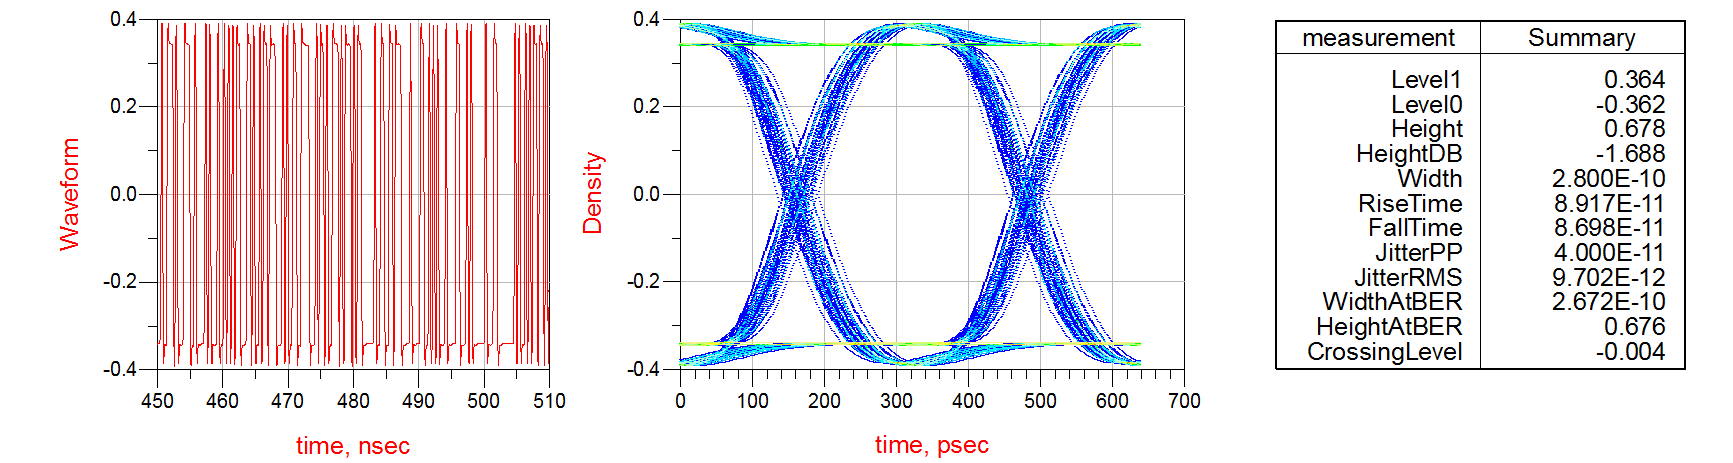 Waveform
0.4
0.2
0.0
-0.2
-0.4
450 460 470 480 490 500 510
time, nsec
Density
0.4
0.2
0.0
-0.2
-0.4
0 100 200 300 400 500 600 700
time, psec
measurement Summary
Level1 0.364
Level0 -0.362
Height 0.678
HeightDB -1.688
Width 2.800E-10
RiseTime 8.917E-11
FallTime 8.698E-11
JitterPP 4.000E-11
JitterRMS 9.702E-12
WidthAtBER 2.672E-10
HeightAtBER 0.676
CrossingLevel -0.004